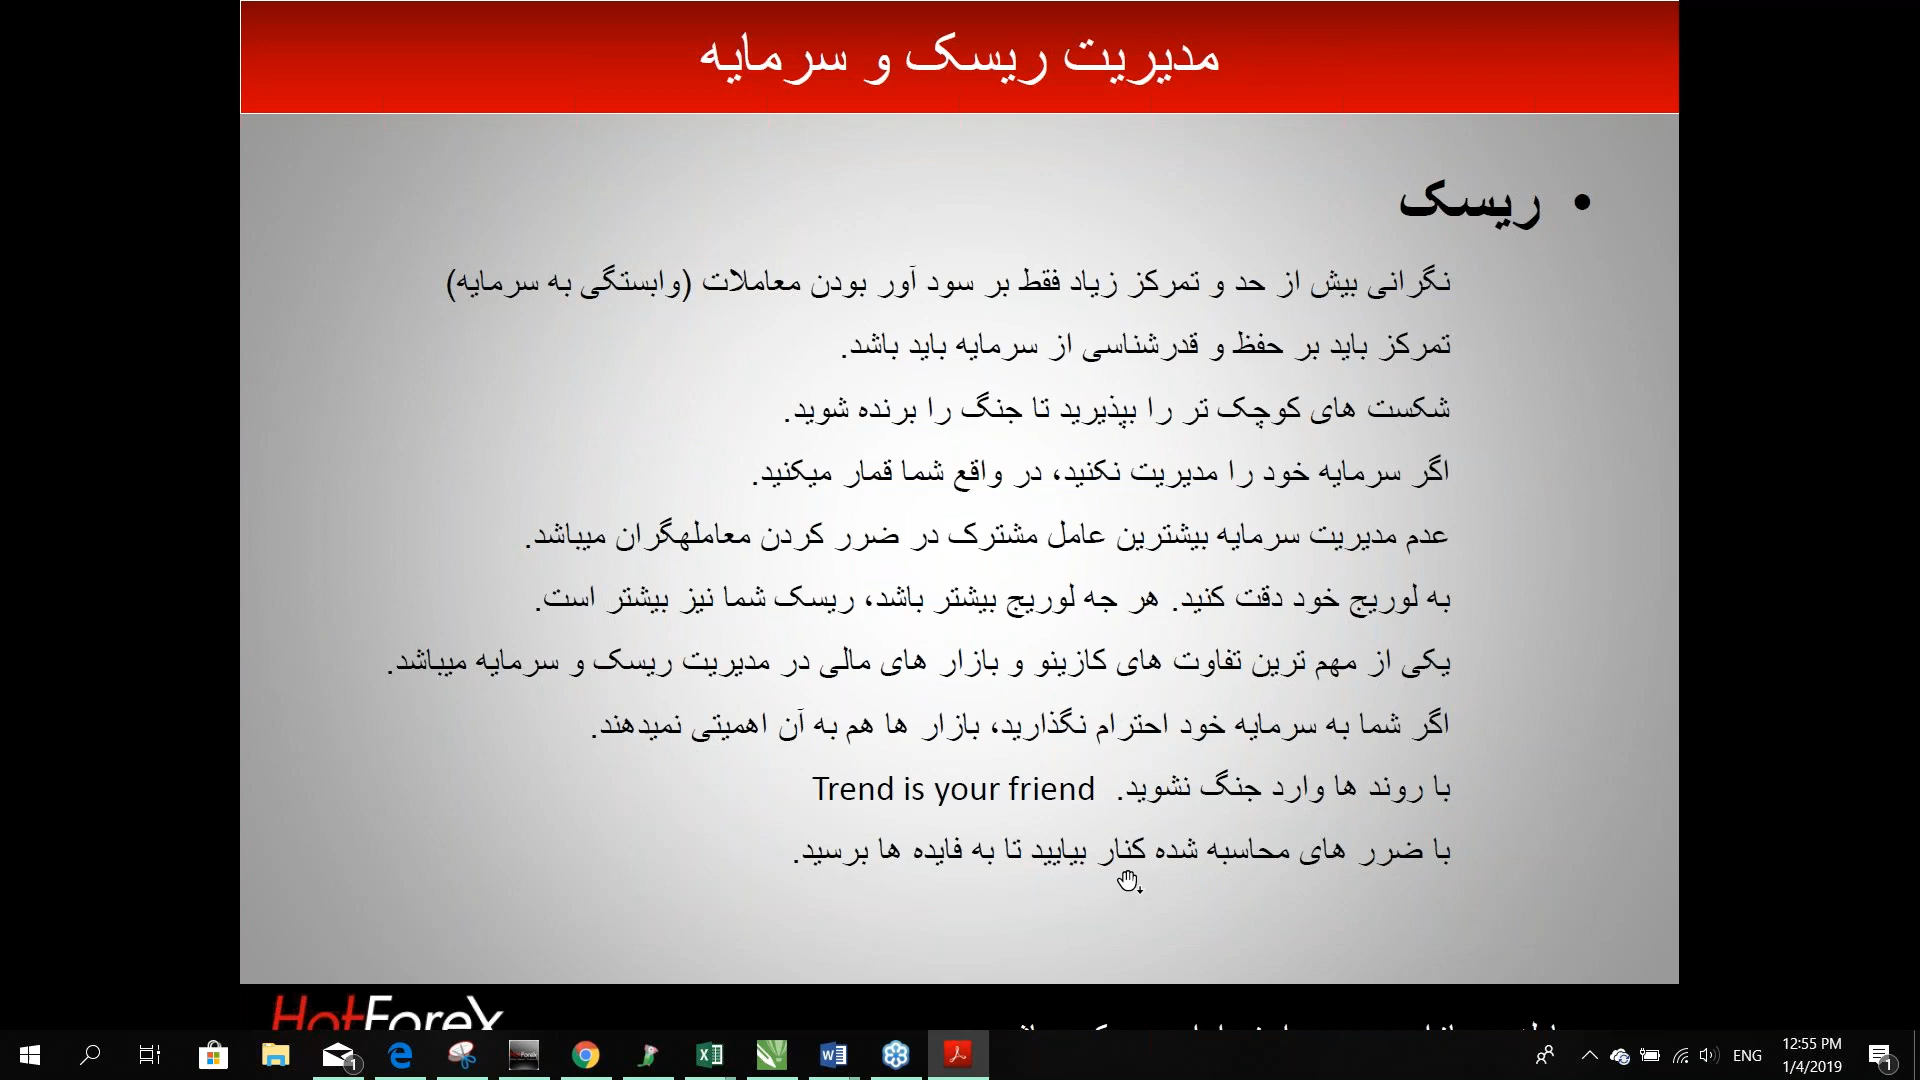 مدیریت ریسک و سرمایه
• ریسک
نگرانی بیش از حد و تمرکز زیاد فقط بر سود آور بودن معاملات (وابستگی به سرمایه)
تمرکز باید بر حفظ و قدرشناسی از سرمایه باید باشد.
شکست های کوچک تر را بپذیرید تا جنگ را برنده شوید.
اگر سرمایه خود را مدیریت نکنید، در واقع شما قمار میکنید.
عدم مدیریت سرمایه بیشترین عامل مشترک در ضرر کردن معاملهگران میباشد.
به لوریج خود دقت کنید. هر جه لوریج بیشتر باشد، ریسک شما نیز بیشتر است.
یکی از مهم ترین تفاوت های کازینو و بازار های مالی در مدیریت ریسک و سرمایه میباشد.
اگر شما به سرمایه خود احترام نگذارید، بازار ها هم به آن اهمیتی نمیدهند.
با روند ها وارد جنگ نشوید. Trend is your friend
با ضرر های محاسبه شده کنار بیایید تا به فایده ها برسید.
HotForex
1
ENG
12:55 PM
1/4/2019
1